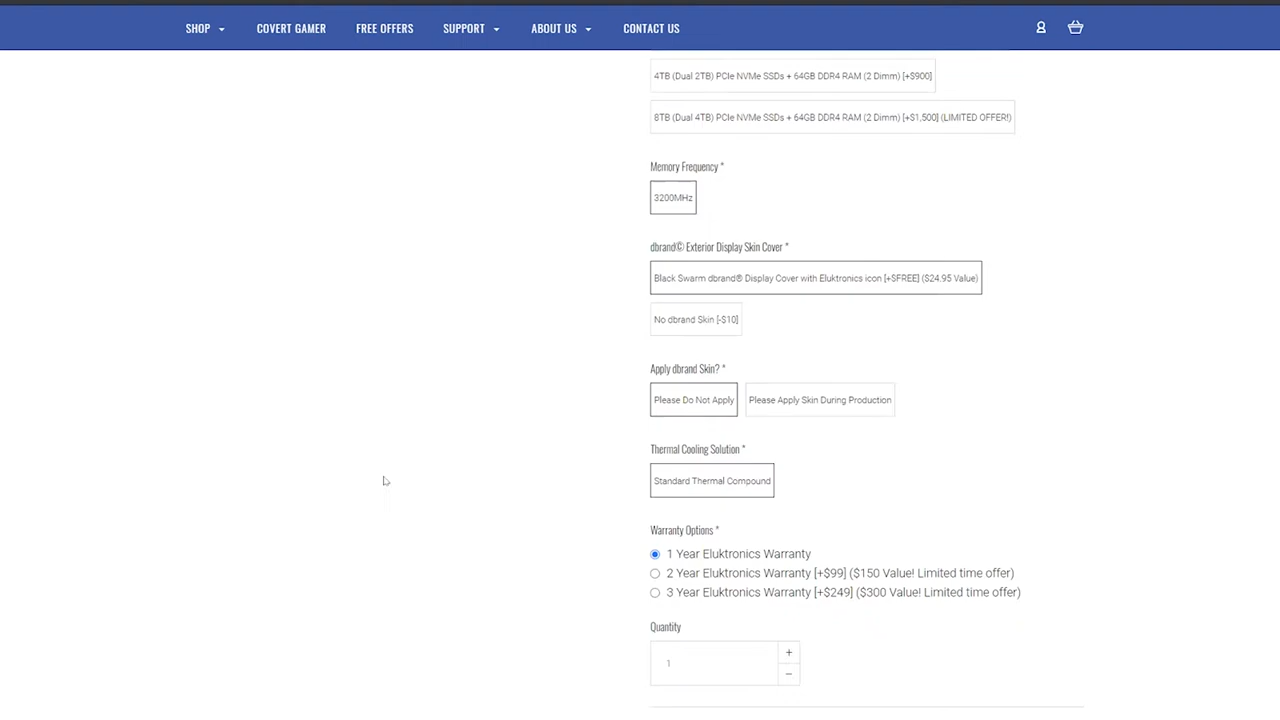 SHOP COVERT GAMER FREE OFFERS SUPPORT ABOUT US CONTACT US
4TB (Dual 2TB) PCIe NVMe SSDs + 64GB DDR4 RAM (2 Dimm) [+$900]
8TB (Dual 4TB) PCIe NVMe SSDs + 64GB DDR4 RAM (2 Dimm) [+$1,500] (LIMITED OFFER!)
Memory Frequency *
3200MHz
dbrand© Exterior Display Skin Cover *
Black Swarm dbrand® Display Cover with Eluktronics icon [+$FREE] ($24.95 Value)
No dbrand Skin [-$10]
Apply dbrand Skin? *
Please Do Not Apply Please Apply Skin During Production
Thermal Cooling Solution *
Standard Thermal Compound
Warranty Options *
1 Year Eluktronics Warranty
2 Year Eluktronics Warranty [+$99] ($150 Value! Limited time offer)
3 Year Eluktronics Warranty [+$249] ($300 Value! Limited time offer)
Quantity
1